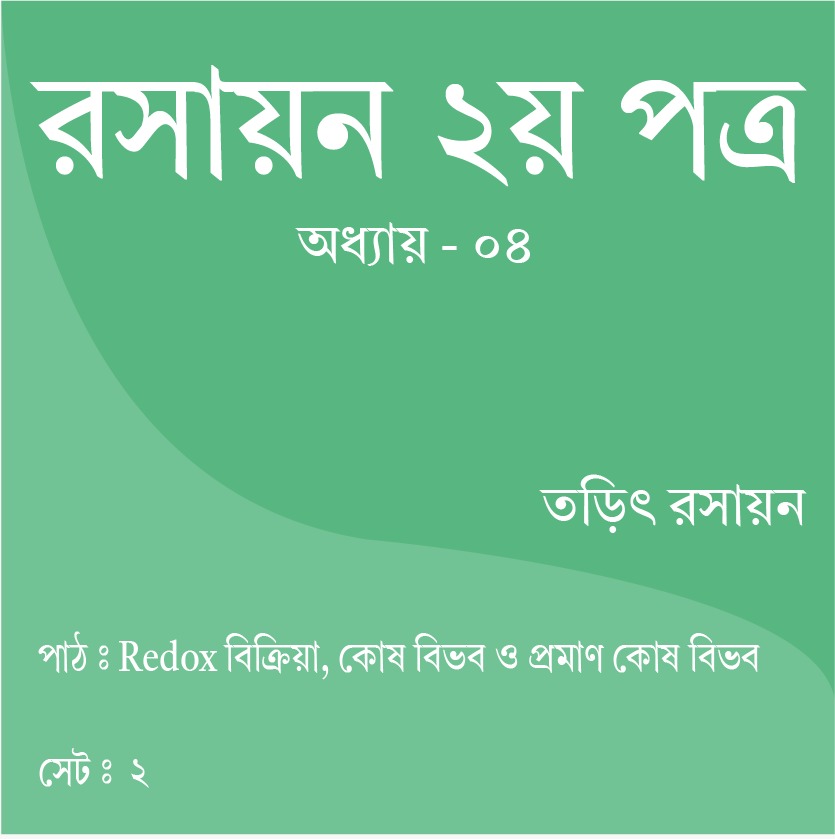 রসায়ন ২য় পত্র
অধ্যায় - ০৪
তড়িৎ রসায়ন
পাঠ : Redox বিক্রিয়া, কোষ বিভব ও প্রমাণ কোষ বিভব
সেট : ২